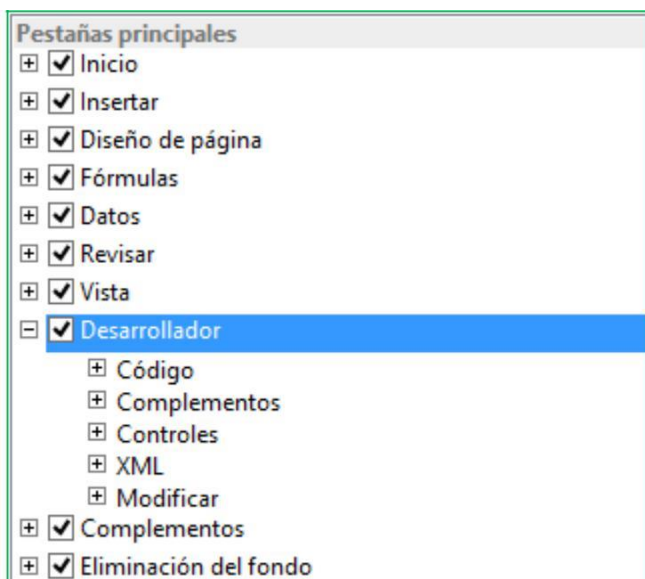 Pestañas principales
Inicio
Insertar
Diseño de página
Fórmulas
Datos
Revisar
Vista
Desarrollador
Código
Complementos
Controles
XML
Modificar
Complementos
Eliminación del fondo